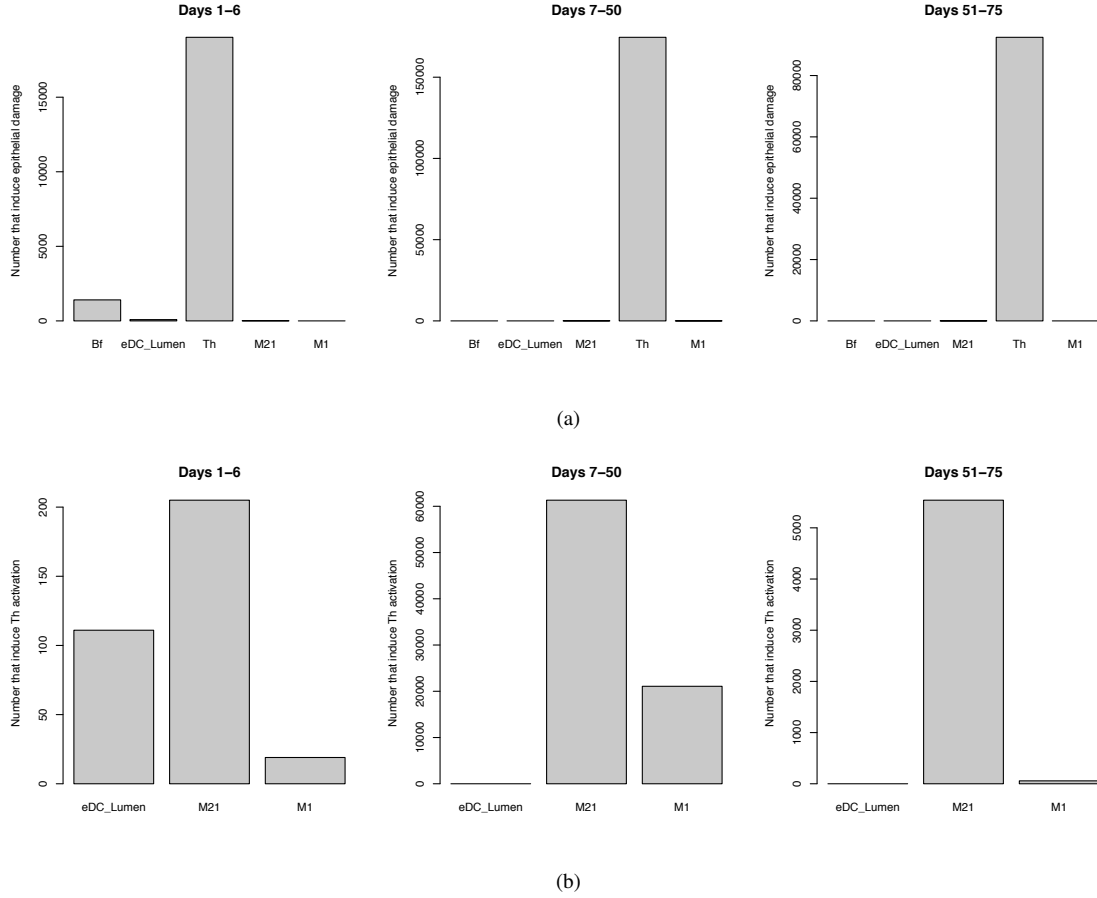 Days 1−6
Number that induce epithelial damage
0
5000
10000
15000
Bf
eDC_Lumen
Th
M21
M1
Days 7−50
Number that induce epithelial damage
0
50000
100000
150000
Bf
eDC_Lumen
M21
Th
M1
Days 51−75
Number that induce epithelial damage
0
20000
40000
60000
80000
Bf
eDC_Lumen
M21
Th
M1
(a)
Days 1−6
Number that induce Th activation
0
50
100
150
200
eDC_Lumen
M21
M1
Days 7−50
Number that induce Th activation
0
10000
20000
30000
40000
50000
60000
eDC_Lumen
M21
M1
Days 51−75
Number that induce Th activation
0
1000
2000
3000
4000
5000
eDC_Lumen
M21
M1
(b)